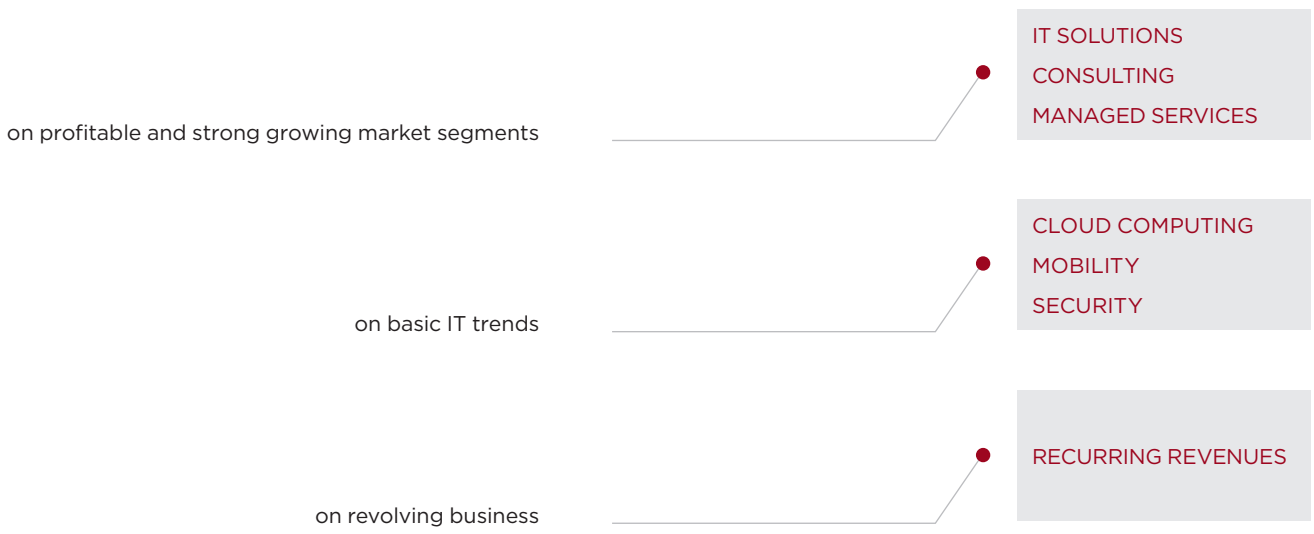 on profitable and strong growing market segments
IT SOLUTIONS
CONSULTING
MANAGED SERVICES
on basic IT trends
CLOUD COMPUTING
MOBILITY
SECURITY
on revolving business
RECURRING REVENUES